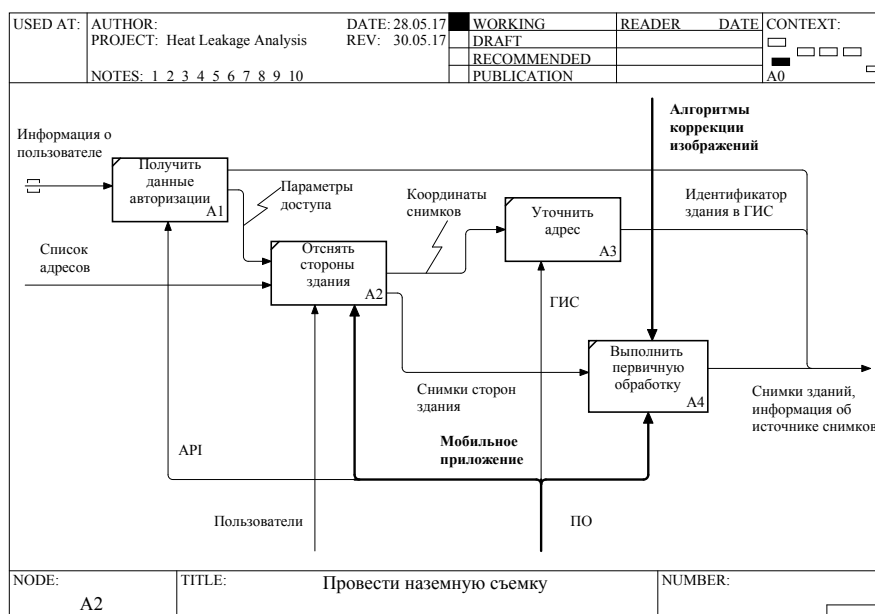 USED AT: AUTHOR: DATE: 28.05.17 WORKING READER DATE CONTEXT:
PROJECT: Heat Leakage Analysis REV: 30.05.17 DRAFT
RECOMMENDED
NOTES: 1 2 3 4 5 6 7 8 9 10 PUBLICATION A0
Алгоритмы
коррекции
изображений
Информация о
пользователе
Получить
данные
авторизации
A1
Параметры
доступа
Координаты
снимков
Уточнить
адрес
A3
Идентификатор
здания в ГИС
Список
адресов
Отснять
стороны
здания
A2
ГИС
Выполнить
первичную
обработку
A4
Снимки сторон
здания
Снимки зданий,
информация об
источнике снимков
API
Мобильное
приложение
Пользователи
ПО
NODE: TITLE: Провести наземную съемку NUMBER:
A2